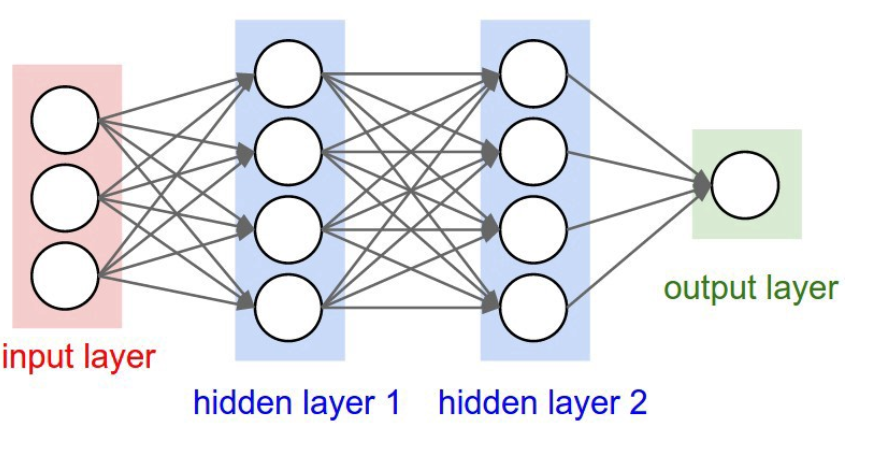 input layer
hidden layer 1
hidden layer 2
output layer